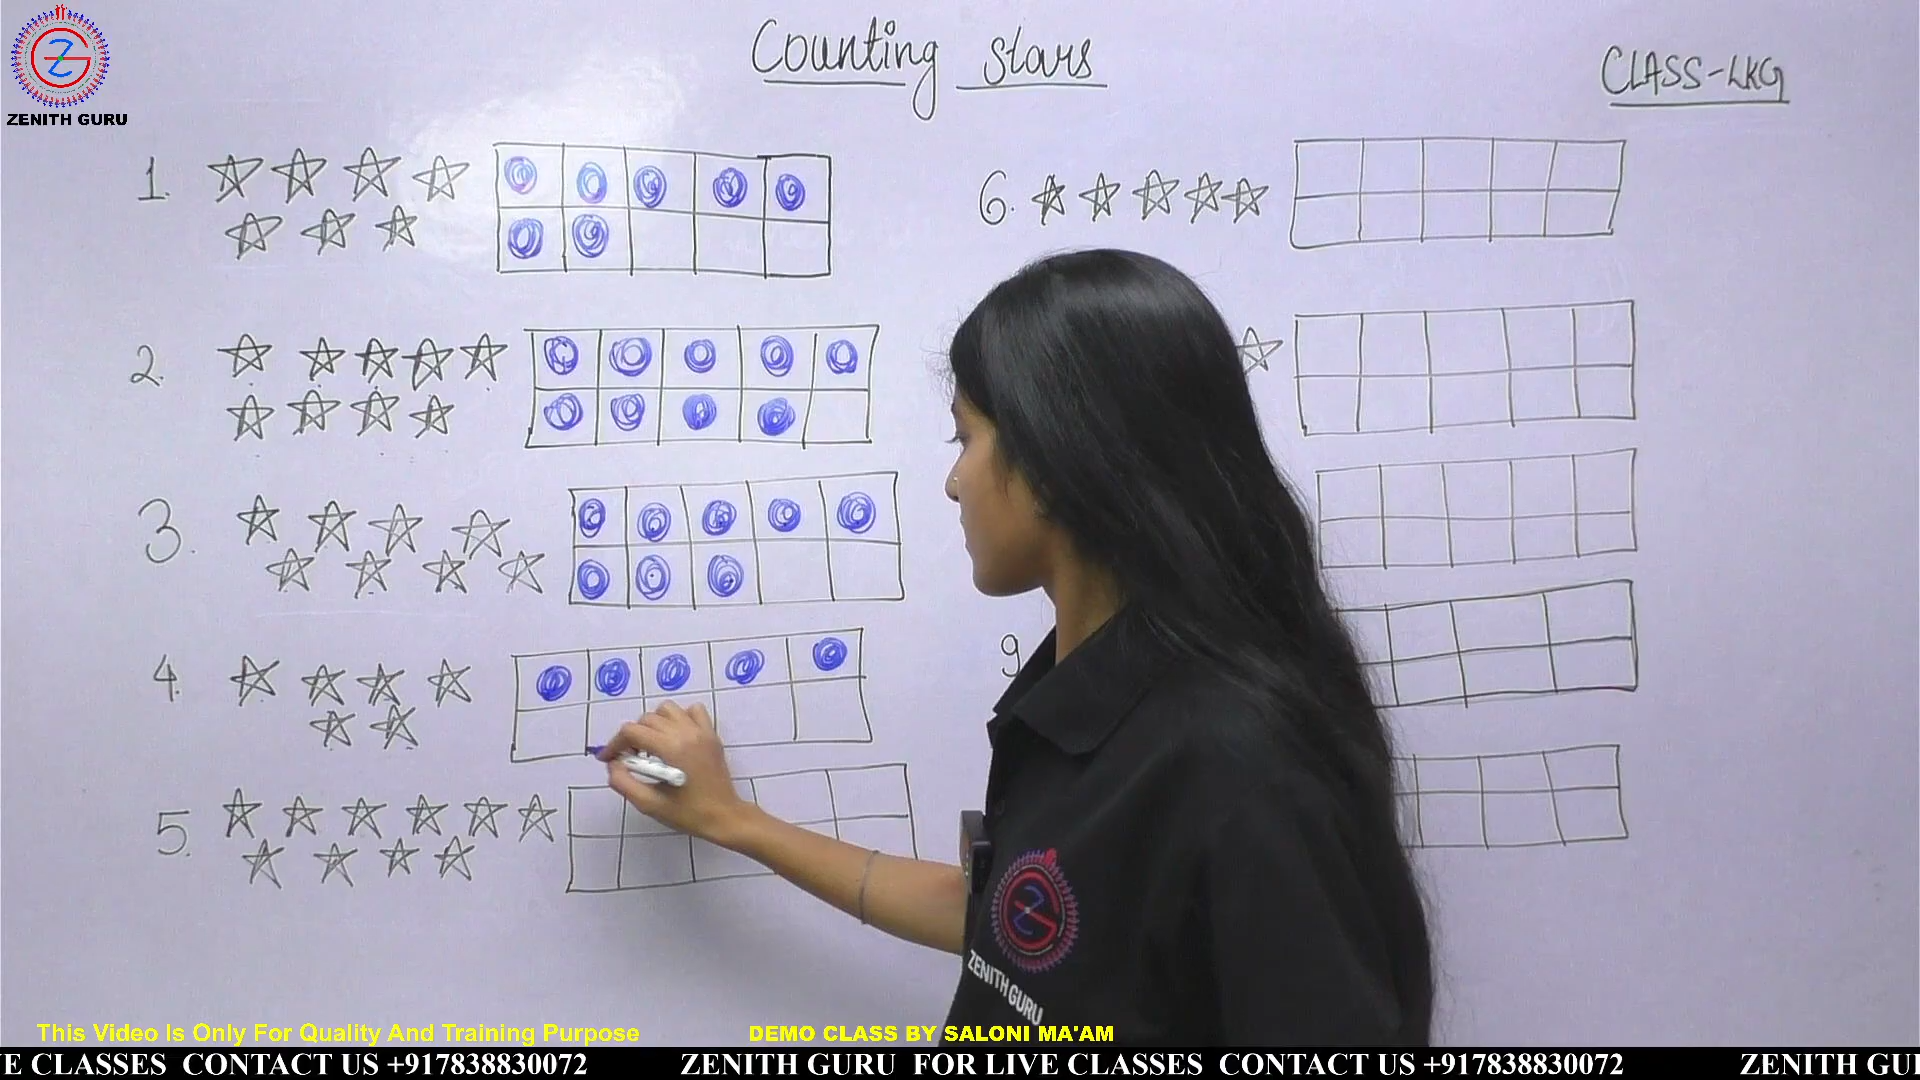 ZENITH GURU
Counting Stars
CLASS-LKG
1.
2.
3.
4.
5.
6.
9
ZENITH GURU
This Video Is Only For Quality And Training Purpose
DEMO CLASS BY SALONI MA'AM
VE CLASSES CONTACT US +917838830072 ZENITH GURU FOR LIVE CLASSES CONTACT US +917838830072 ZENITH GU